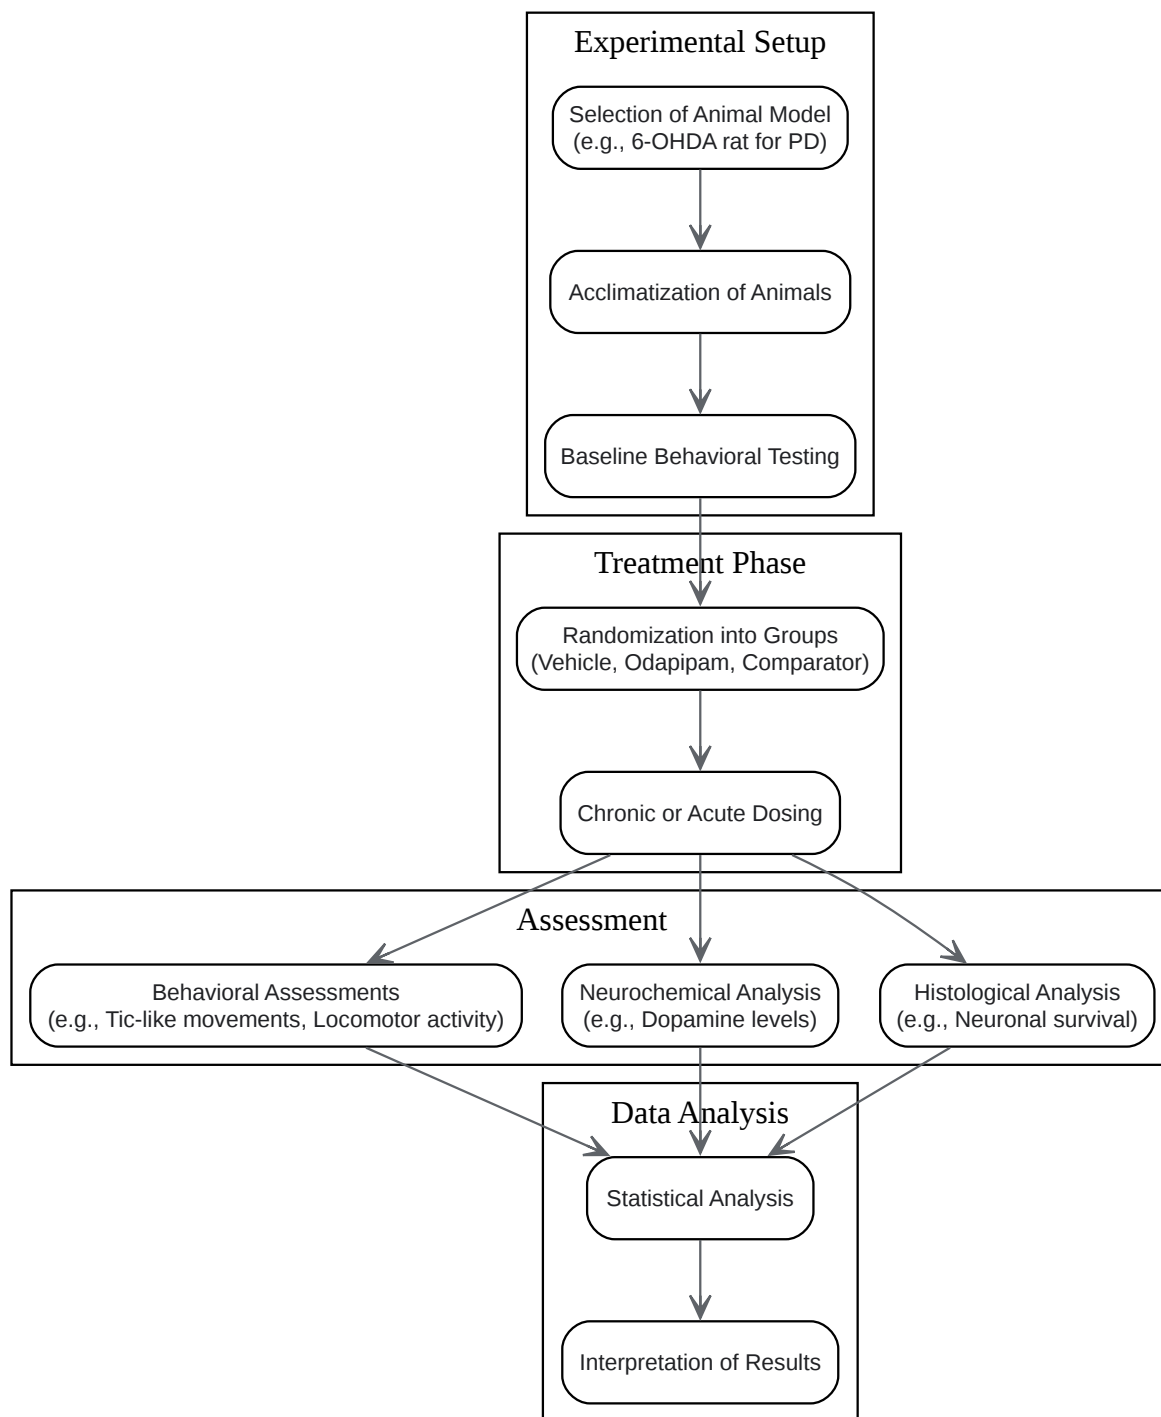 Experimental Setup
Selection of Animal Model
(e.g., 6-OHDA rat for PD)
Acclimatization of Animals
Baseline Behavioral Testing
Treatment Phase
Randomization into Groups
(Vehicle, Odapipam, Comparator)
Chronic or Acute Dosing
Assessment
Behavioral Assessments
(e.g., Tic-like movements, Locomotor activity)
Neurochemical Analysis
(e.g., Dopamine levels)
Histological Analysis
(e.g., Neuronal survival)
Data Analysis
Statistical Analysis
Interpretation of Results